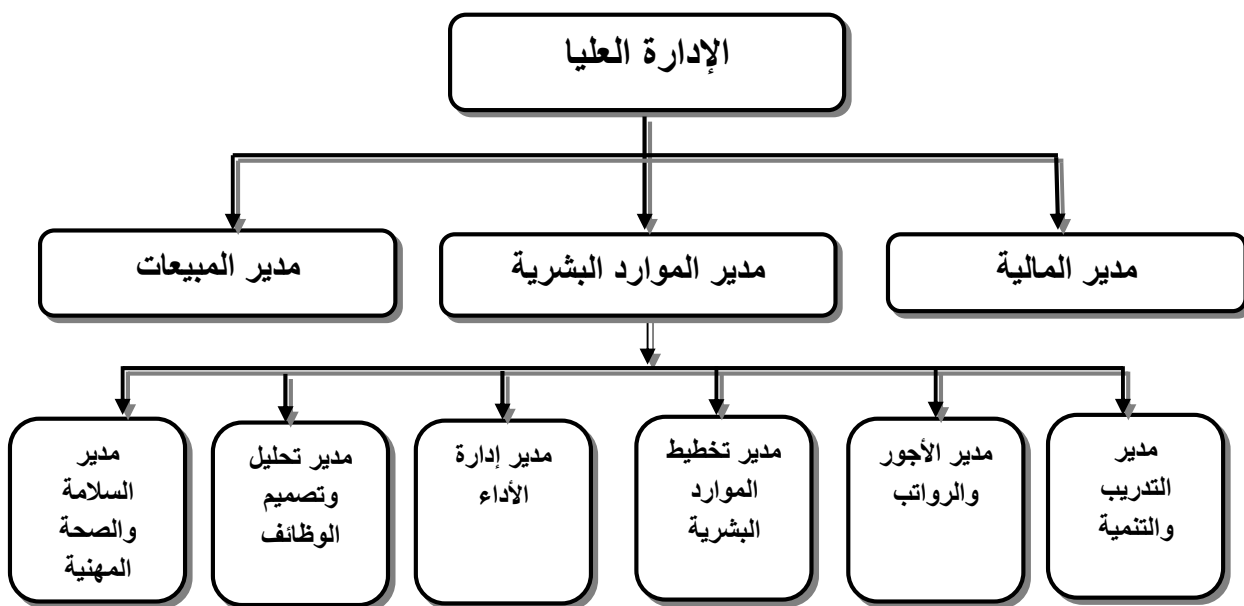 الإدارة العليا
مدير المالية
مدير الموارد البشرية
مدير المبيعات
مدير
التدريب
والتنمية
مدير الأجور
والرواتب
مدير تخطيط
الموارد
البشرية
مدير إدارة
الأداء
مدير تحليل
وتصميم
الوظائف
مدير
السلامة
والصحة
المهنية